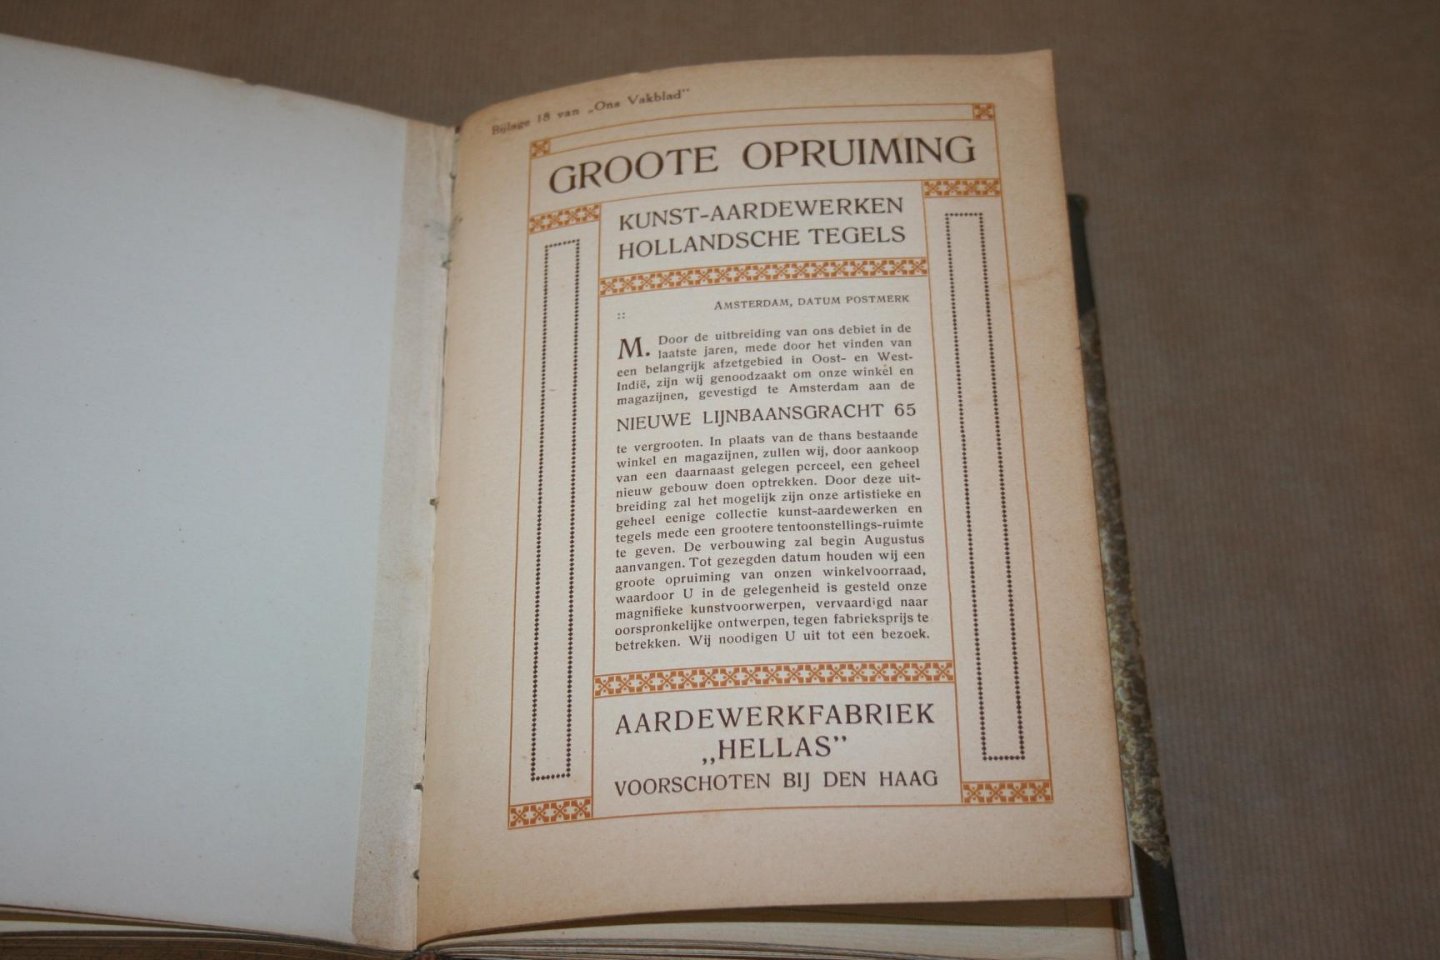 Bijlage 18 van „Ons Vakblad”
GROOTE OPRUIMING
KUNST-AARDEWERKEN
HOLLANDSCHE TEGELS
AMSTERDAM, DATUM POSTMERK
::
M. Door de uitbreiding van ons debiet in de
laatste jaren, mede door het vinden van
een belangrijk afzetgebied in Oost- en West-
Indië, zijn wij genoodzaakt om onze winkel en
magazijnen, gevestigd te Amsterdam aan de
NIEUWE LIJNBAANSGRACHT 65
te vergrooten. In plaats van de thans bestaande
winkel en magazijnen, zullen wij, door aankoop
van een daarnaast gelegen perceel, een geheel
nieuw gebouw doen optrekken. Door deze uit-
breiding zal het mogelijk zijn onze artistieke en
geheel eenige collectie kunst-aardewerken en
tegels mede een grootere tentoonstellings-ruimte
te geven. De verbouwing zal begin Augustus
aanvangen. Tot gezegden datum houden wij een
groote opruiming van onzen winkelvoorraad,
waardoor U in de gelegenheid is gesteld onze
magnifieke kunstvoorwerpen, vervaardigd naar
oorspronkelijke ontwerpen, tegen fabrieksprijs te
betrekken. Wij noodigen U uit tot een bezoek.
AARDEWERKFABRIEK
„HELLAS”
VOORSCHOTEN BIJ DEN HAAG